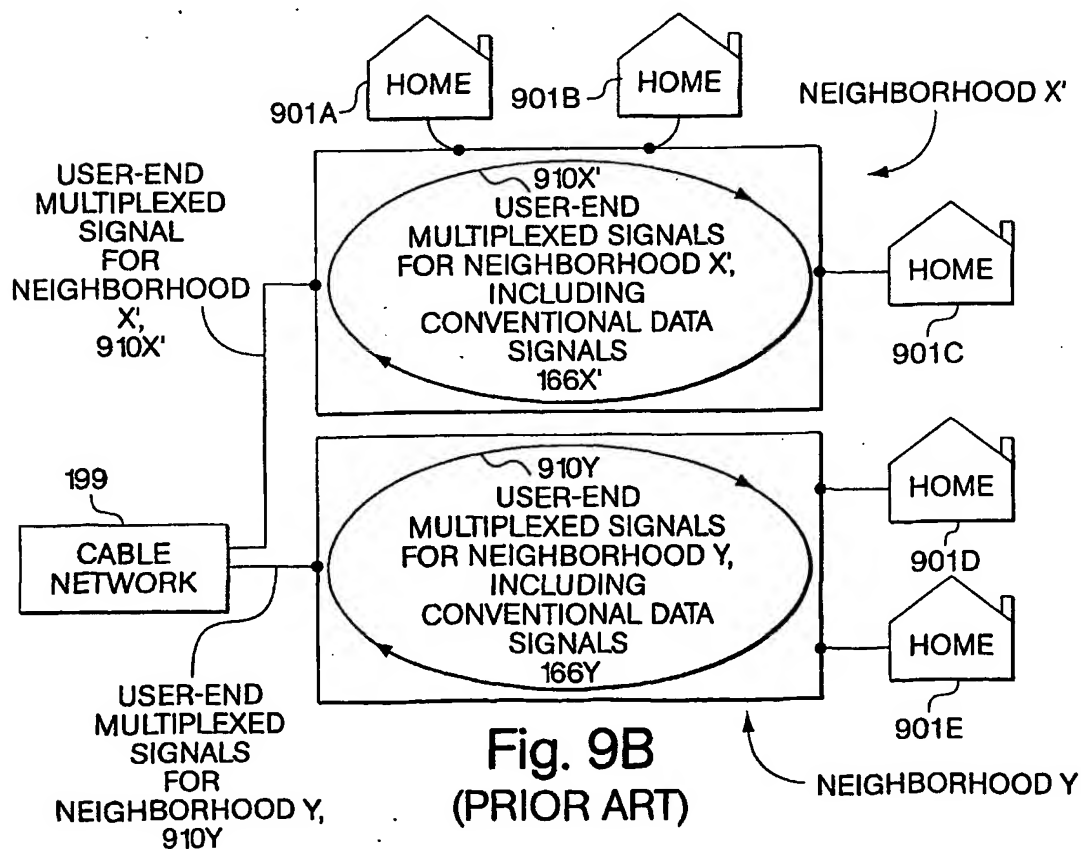 HOME
901A
HOME
901B
NEIGHBORHOOD X'
USER-END
MULTIPLEXED
SIGNAL
FOR
NEIGHBORHOOD
X',
910X'
910X'
USER-END
MULTIPLEXED SIGNALS
FOR NEIGHBORHOOD X',
INCLUDING
CONVENTIONAL DATA
SIGNALS
166X'
HOME
901C
199
CABLE
NETWORK
910Y
USER-END
MULTIPLEXED SIGNALS
FOR NEIGHBORHOOD Y,
INCLUDING
CONVENTIONAL DATA
SIGNALS
166Y
HOME
901D
HOME
901E
USER-END
MULTIPLEXED
SIGNALS
FOR
NEIGHBORHOOD Y,
910Y
Fig. 9B
(PRIOR ART)
NEIGHBORHOOD Y